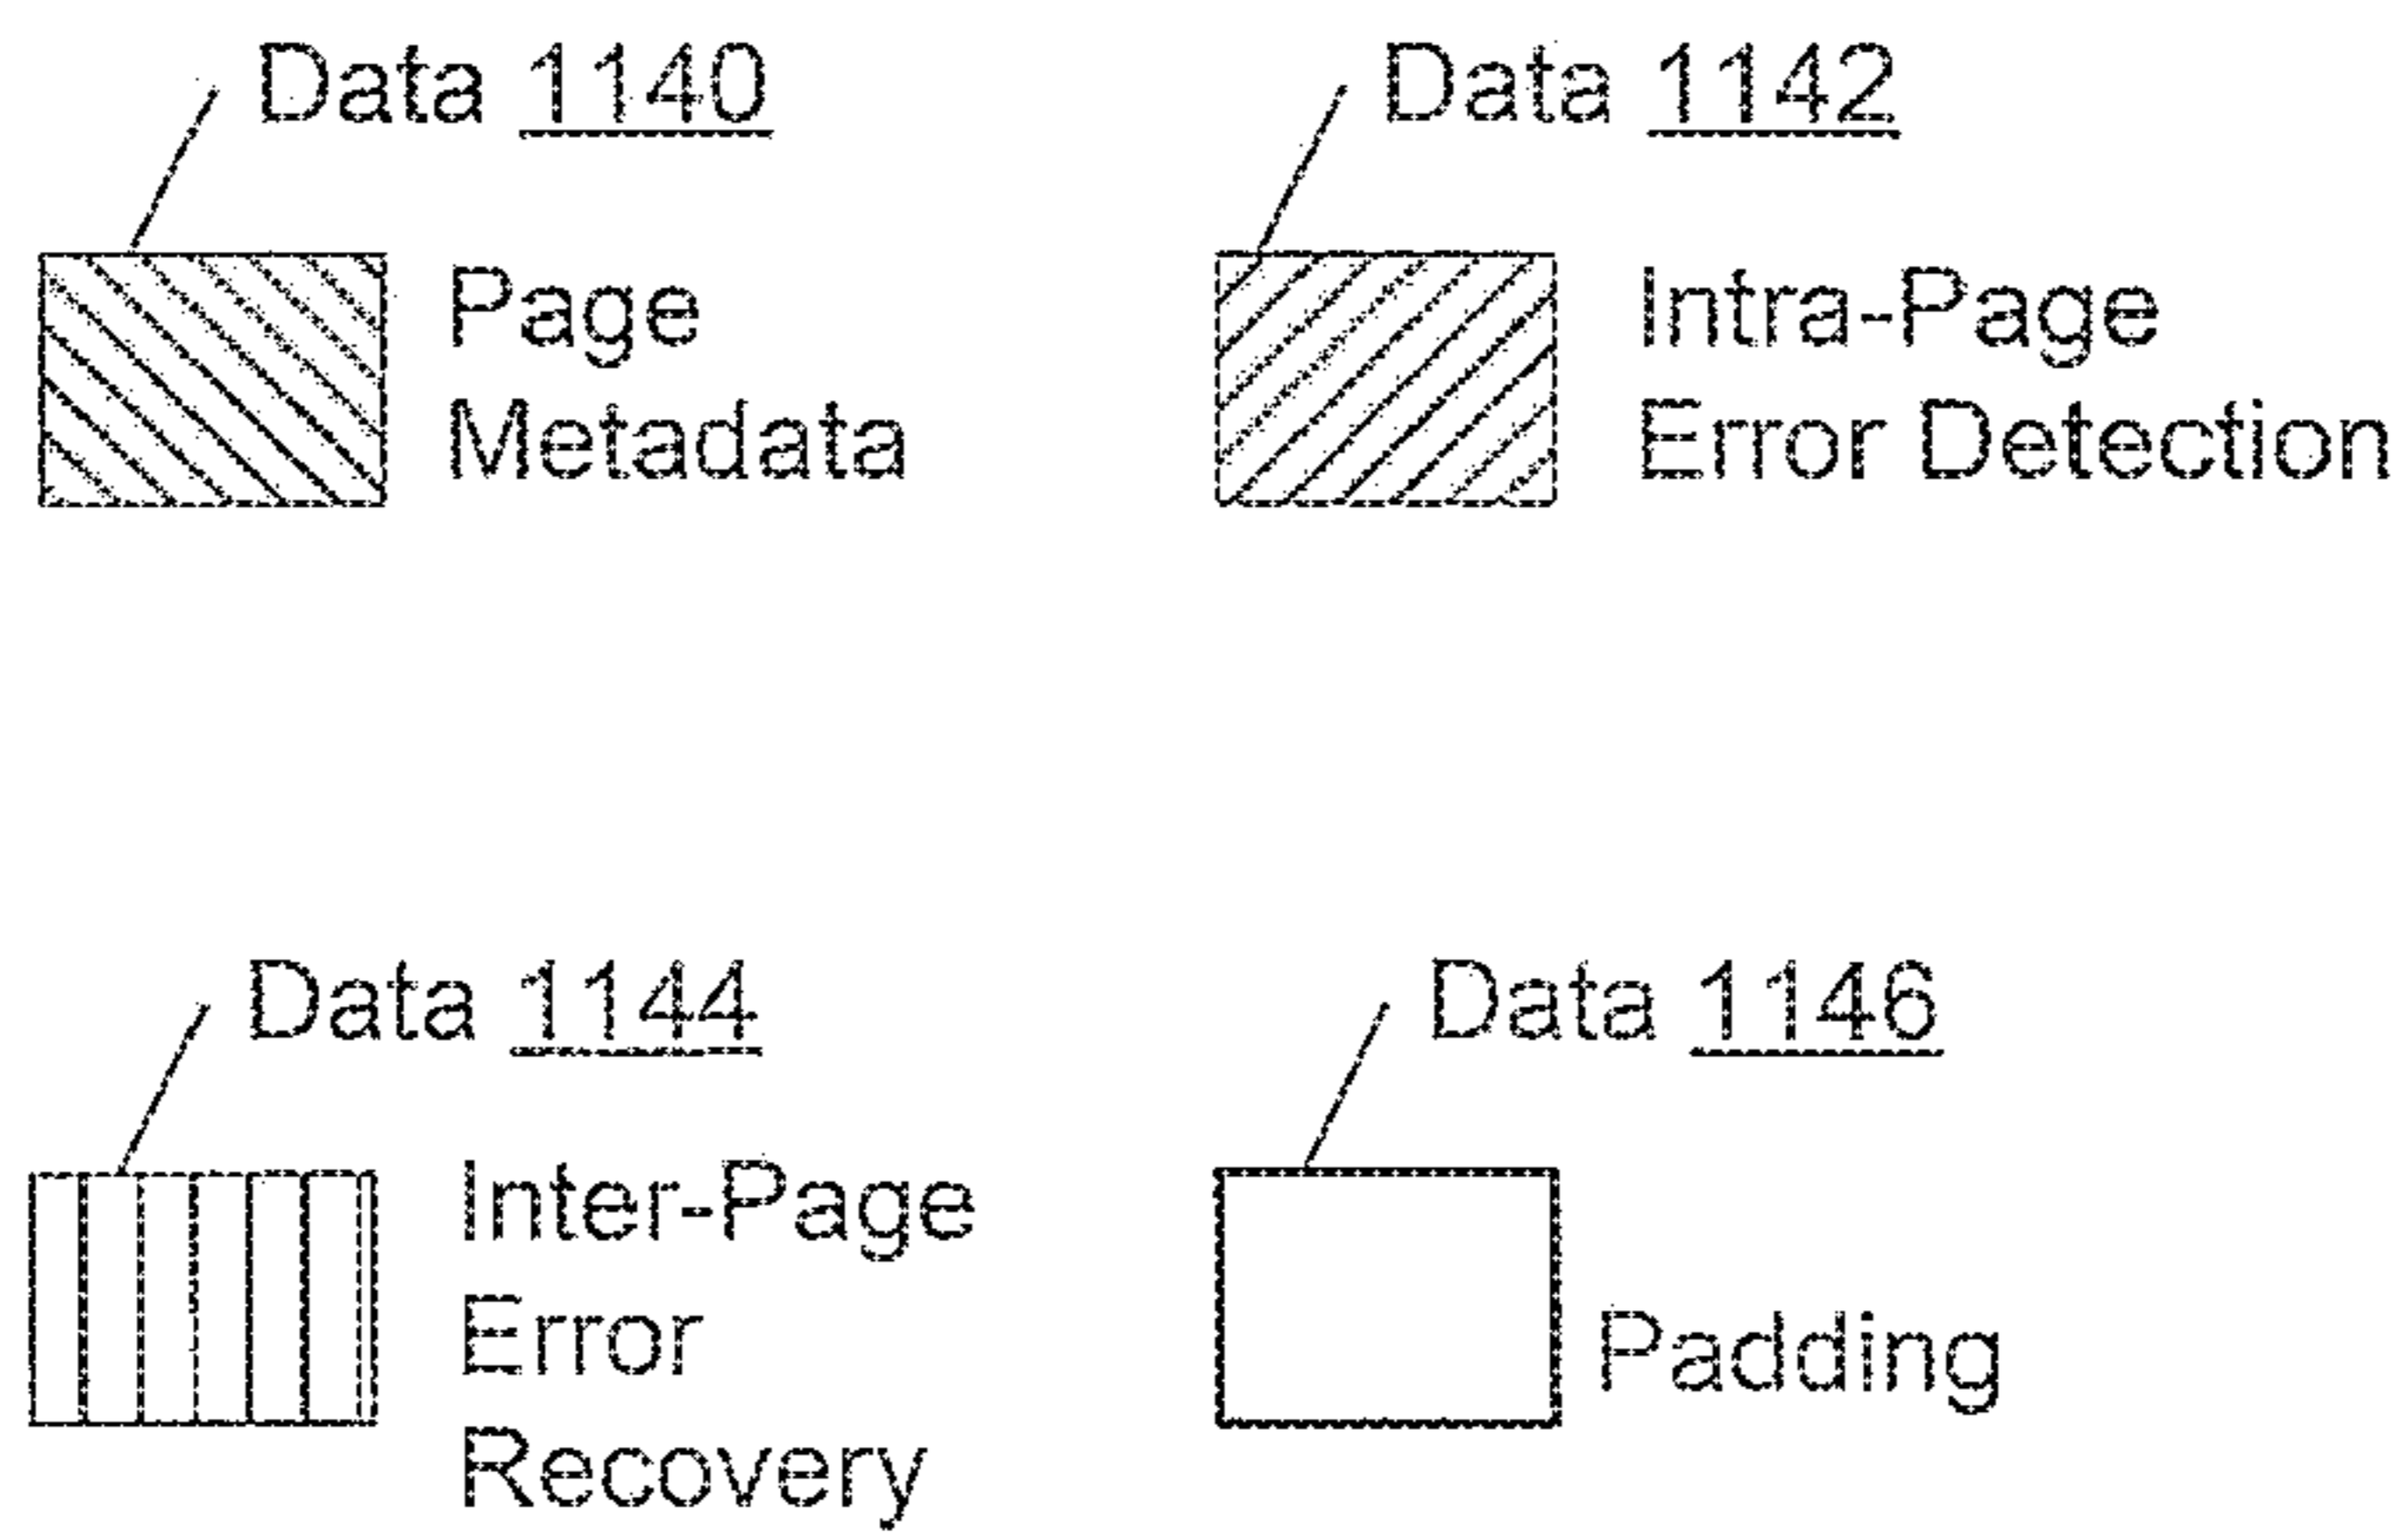 Data 1140
Page
Metadata
Data 1142
Intra-Page
Error Detection
Data 1144
Inter-Page
Error
Recovery
Data 1146
Padding